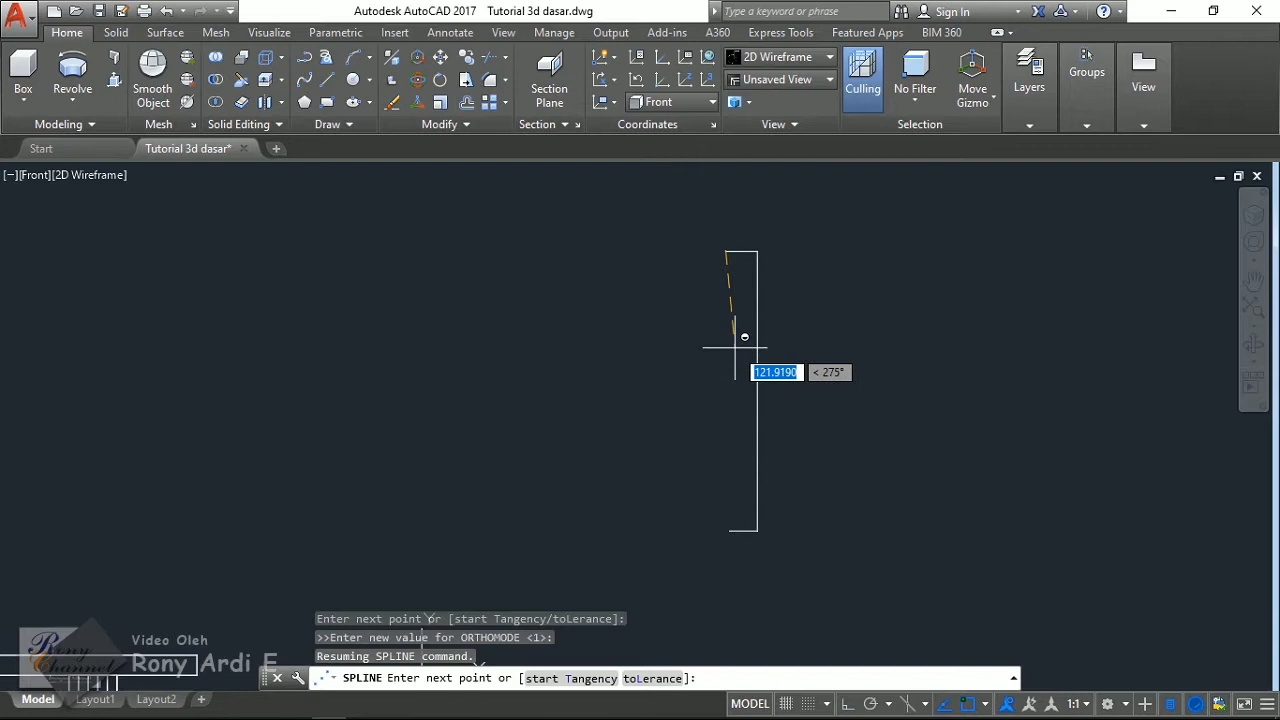 Autodesk AutoCAD 2017 Tutorial 3d dasar.dwg
Type a keyword or phrase
Sign In
Home Solid Surface Mesh Visualize Parametric Insert Annotate View Manage Output Add-ins A360 Express Tools Featured Apps BIM 360
Box
Revolve
Smooth Object
Section Plane
2D Wireframe
Unsaved View
Front
Culling
No Filter
Move Gizmo
Layers
Groups
View
Modeling Mesh Solid Editing Draw Modify Section Coordinates View Selection
Start
Tutorial 3d dasar*
[−][Front][2D Wireframe]
121.9190 < 275°
Enter next point or [start Tangency/toLerance]:
>>Enter new value for ORTHOMODE <1>:
Resuming SPLINE command.
SPLINE Enter next point or [start Tangency toLerance]:
Rony Channel
Video Oleh
Rony Ardi E
Model Layout1 Layout2
MODEL 1:1